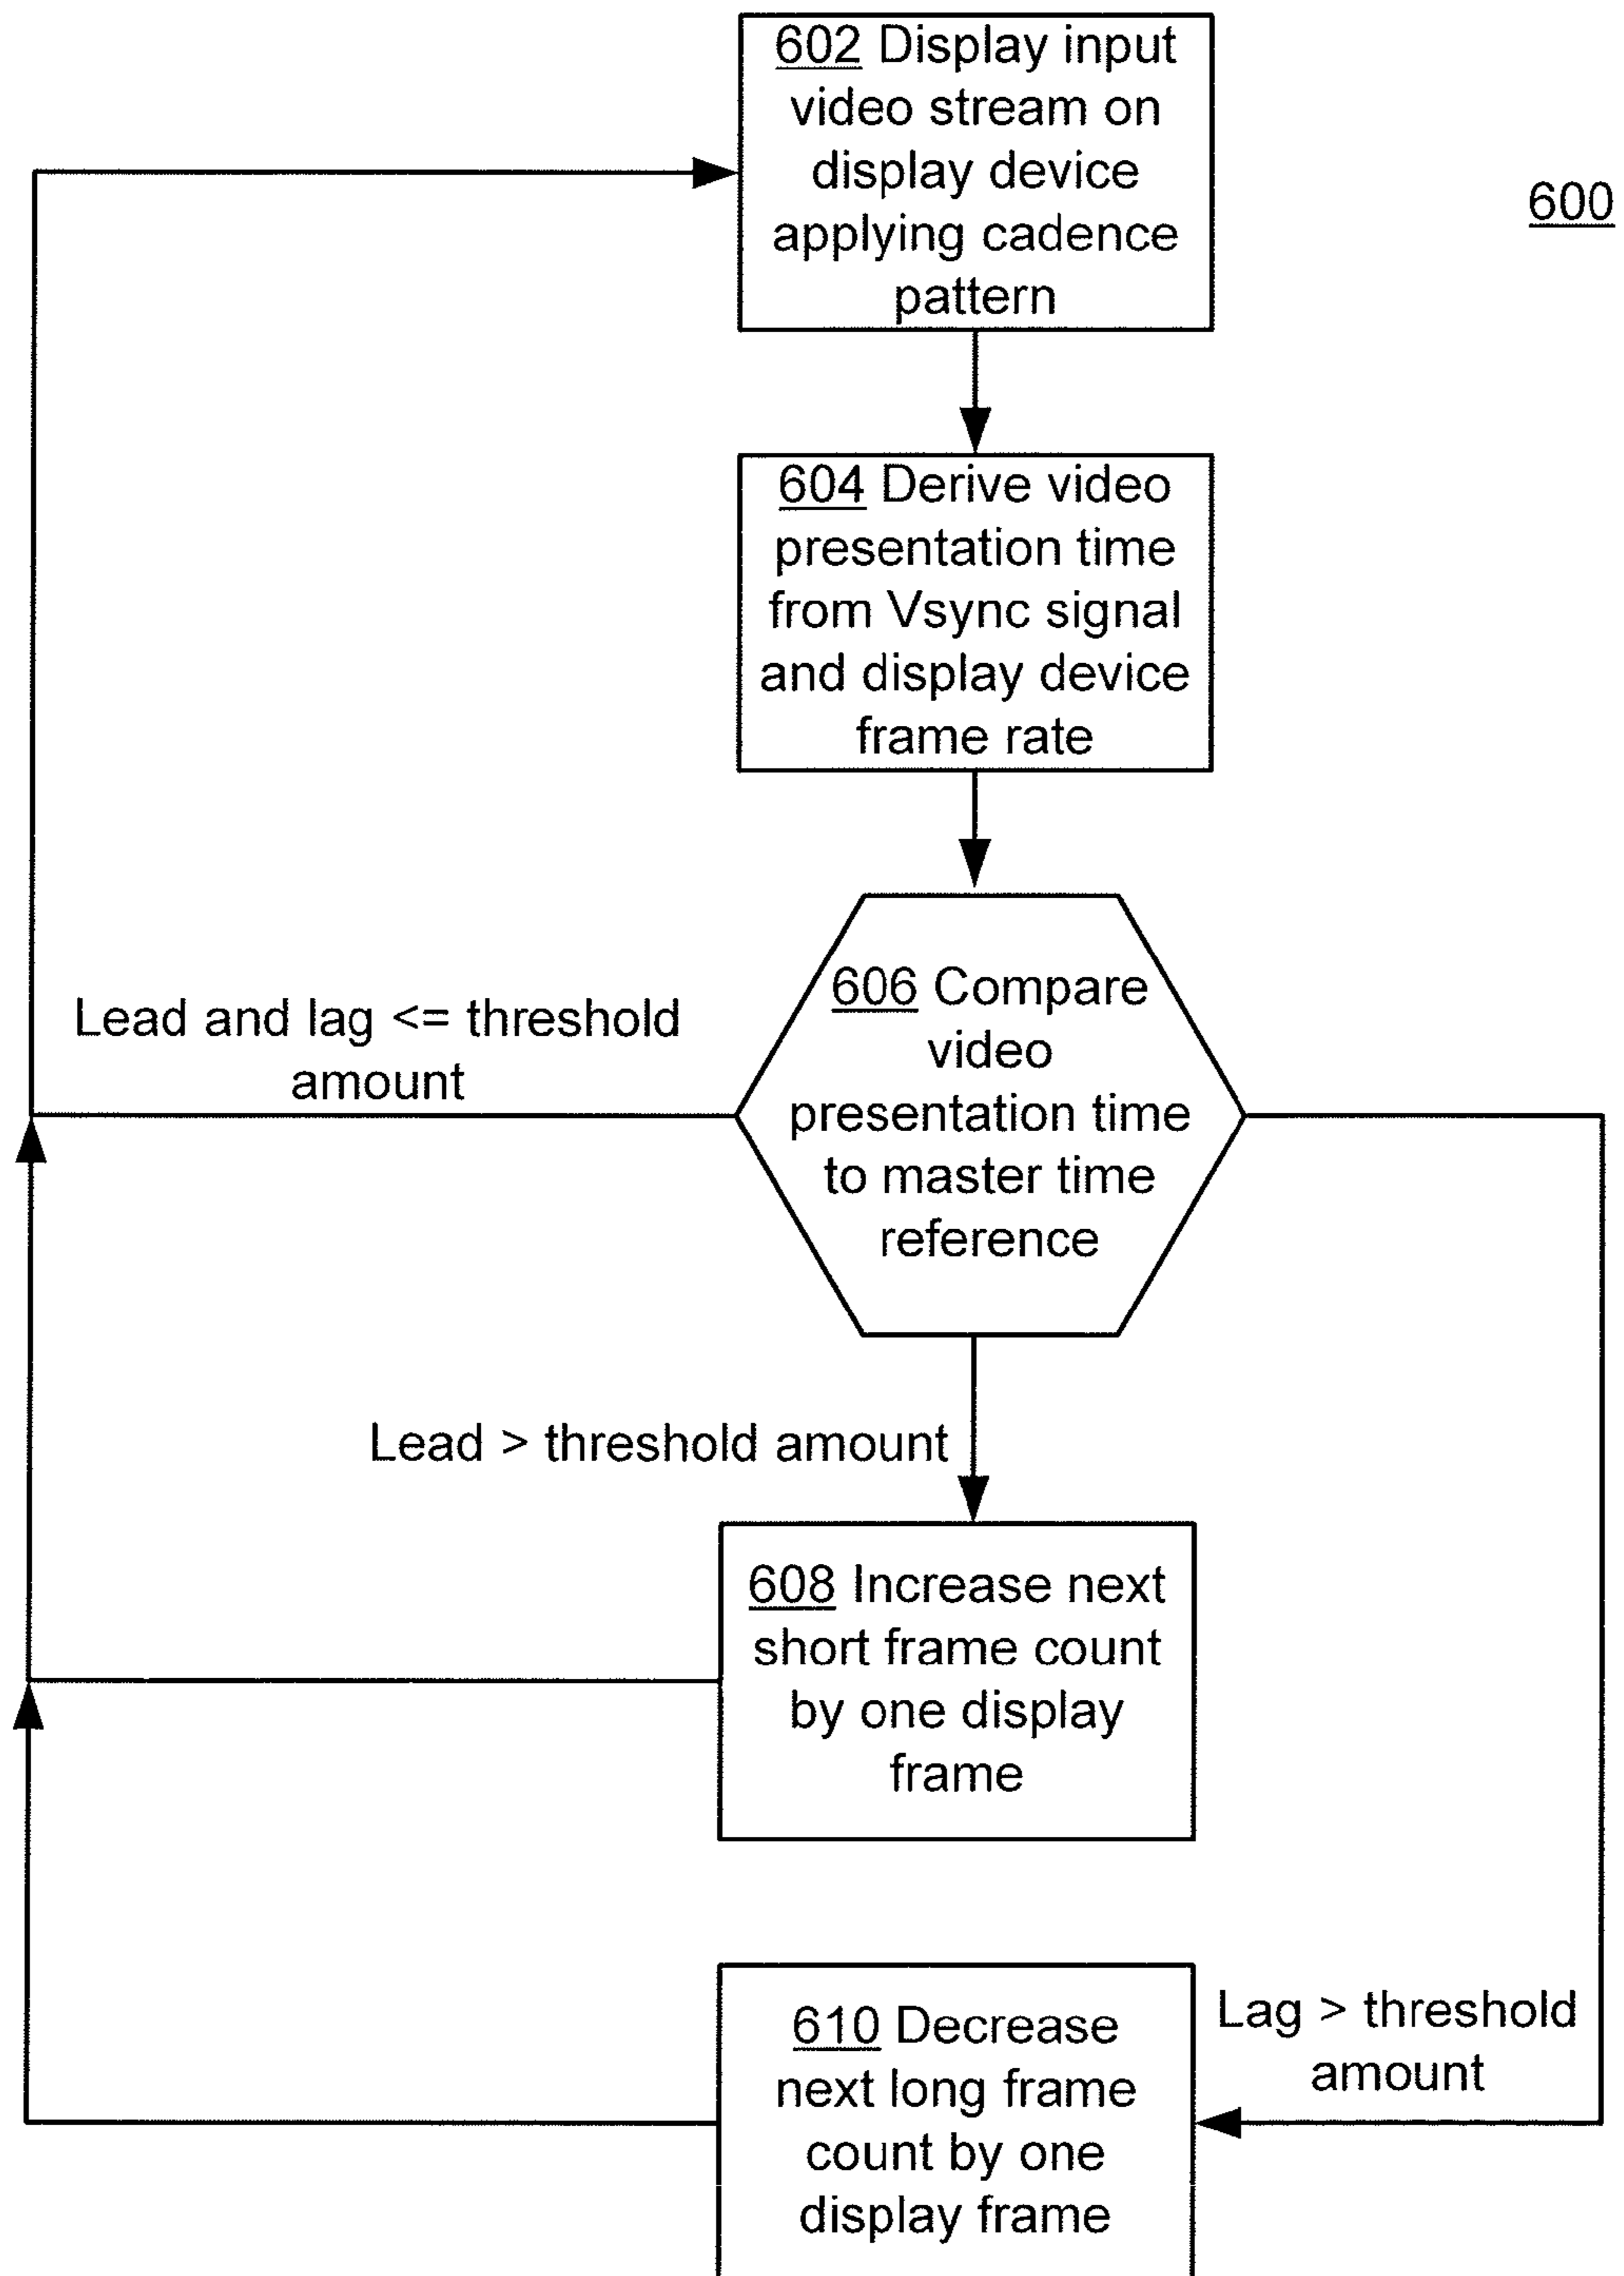 602 Display input
video stream on
display device
applying cadence
pattern
600
604 Derive video
presentation time
from Vsync signal
and display device
frame rate
606 Compare
video
presentation time
to master time
reference
Lead and lag <= threshold
amount
Lead > threshold amount
608 Increase next
short frame count
by one display
frame
610 Decrease
next long frame
count by one
display frame
Lag > threshold
amount